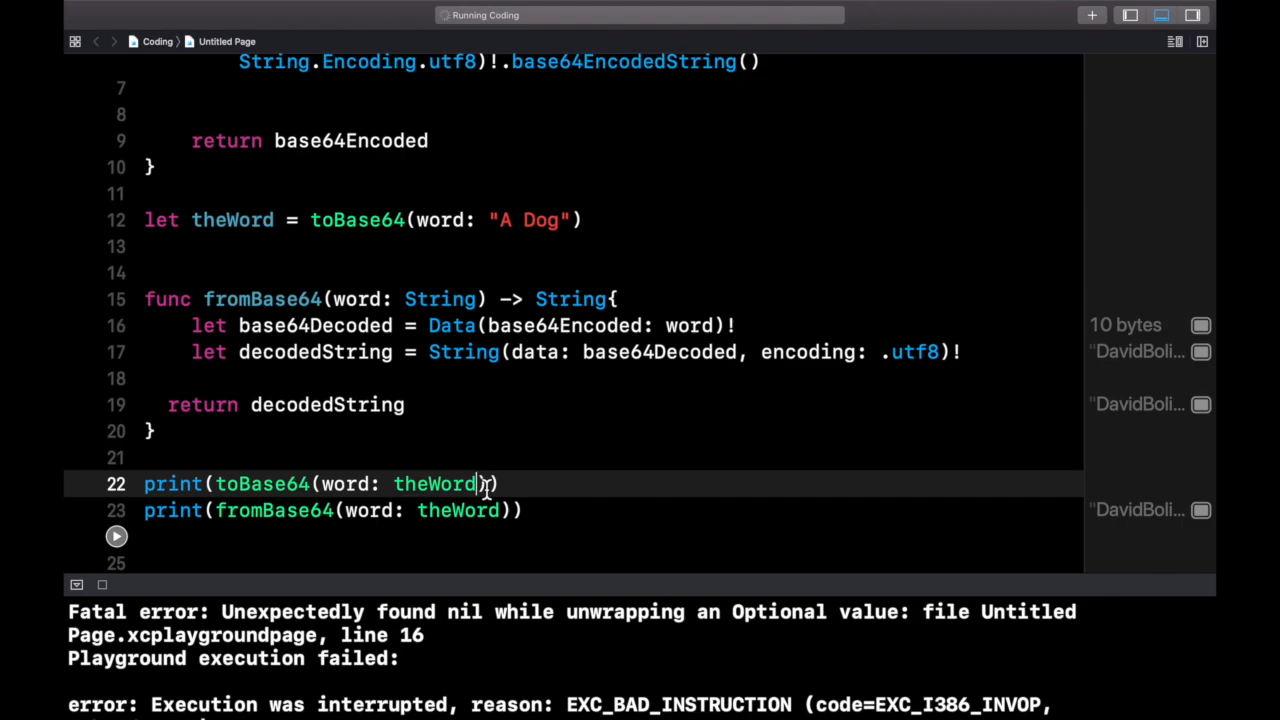 Running Coding
Coding
Untitled Page
String.Encoding.utf8)!.base64EncodedString()
7
8
9 return base64Encoded
10 }
11
12 let theWord = toBase64(word: "A Dog")
13
14
15 func fromBase64(word: String) -> String{
16 let base64Decoded = Data(base64Encoded: word)! 10 bytes
17 let decodedString = String(data: base64Decoded, encoding: .utf8)! "DavidBoli...
18
19 return decodedString "DavidBoli...
20 }
21
22 print(toBase64(word: theWord))
23 print(fromBase64(word: theWord)) "DavidBoli...
25
Fatal error: Unexpectedly found nil while unwrapping an Optional value: file Untitled
Page.xcplaygroundpage, line 16
Playground execution failed:
error: Execution was interrupted, reason: EXC_BAD_INSTRUCTION (code=EXC_I386_INVOP,